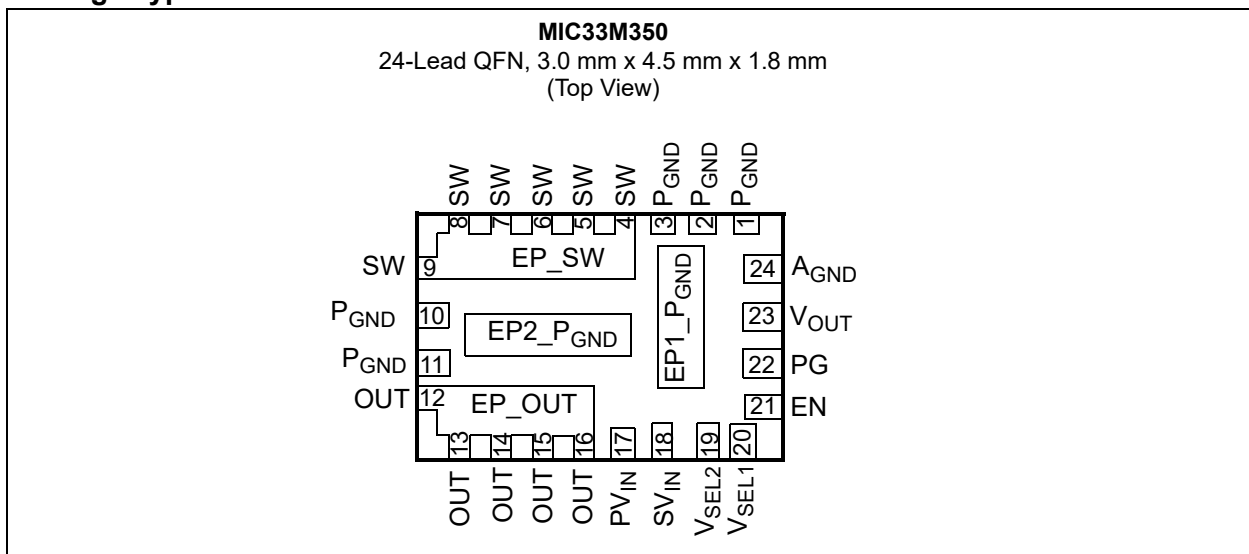 MIC33M350
24-Lead QFN, 3.0 mm x 4.5 mm x 1.8 mm
(Top View)
SW SW SW SW SW PGND PGND PGND
8 7 6 5 4 3 2 1
SW 9 EP_SW 24 AGND
PGND 10 EP2_PGND EP1_PGND 23 VOUT
PGND 11 22 PG
OUT 12 EP_OUT 21 EN
13 14 15 16 17 18 19 20
OUT OUT OUT OUT PVIN SVIN VSEL2 VSEL1